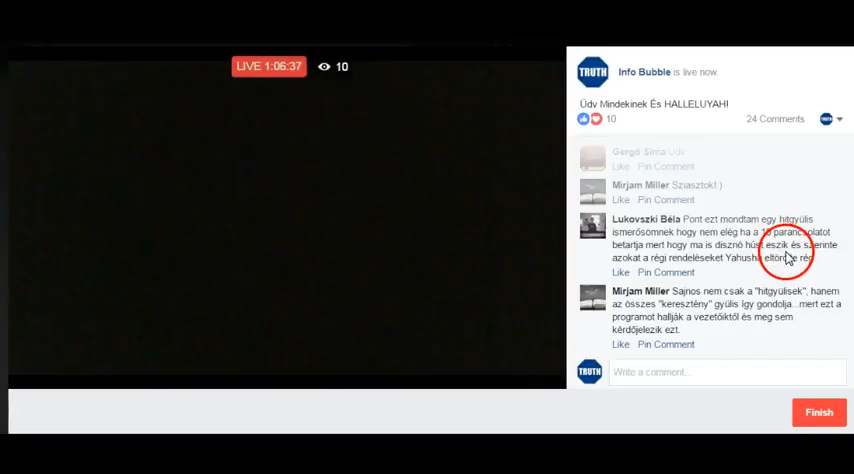 LIVE 1:06:37 10
TRUTH
Info Bubble is live now.
Üdv Mindekinek És HALLELUYAH!
10
24 Comments
TRUTH
Gergő Sima Üdv
Like Pin Comment
Mirjam Miller Sziasztok!:)
Like Pin Comment
Lukovszki Béla Pont ezt mondtam egy hitgyülis
ismerősömnek hogy nem elég ha a 10 parancsolatot
betartja mert hogy ma is disznó húst eszik és szerinte
azokat a régi rendeléseket Yahusha eltörölte rég
Like Pin Comment
Mirjam Miller Sajnos nem csak a "hitgyülisek", hanem
az összes "keresztény" gyülis így gondolja...mert ezt a
programot hallják a vezetőiktől és meg sem
kérdőjelezik ezt.
Like Pin Comment
TRUTH
Write a comment...
Finish